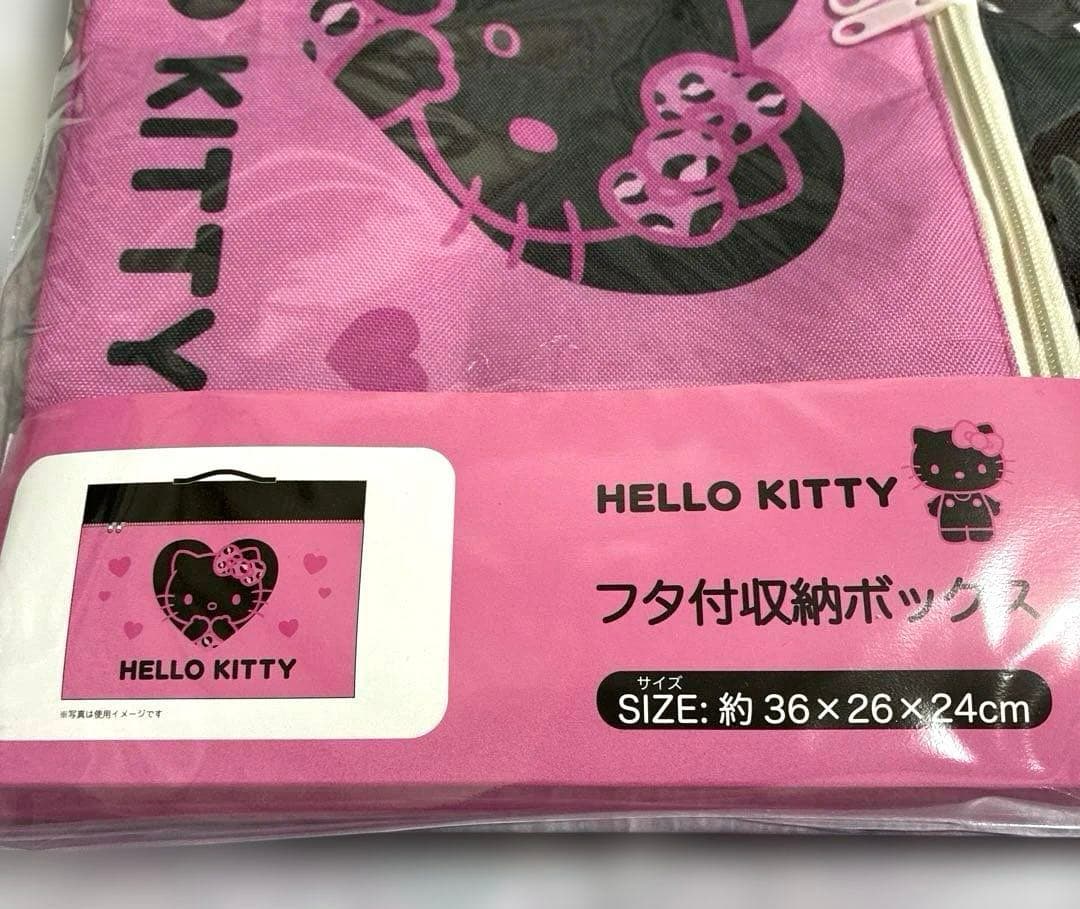 KITTY
HELLO KITTY
フタ付収納ボックス
サイズ
SIZE: 約 36×26×24cm
HELLO KITTY
※写真は使用イメージです